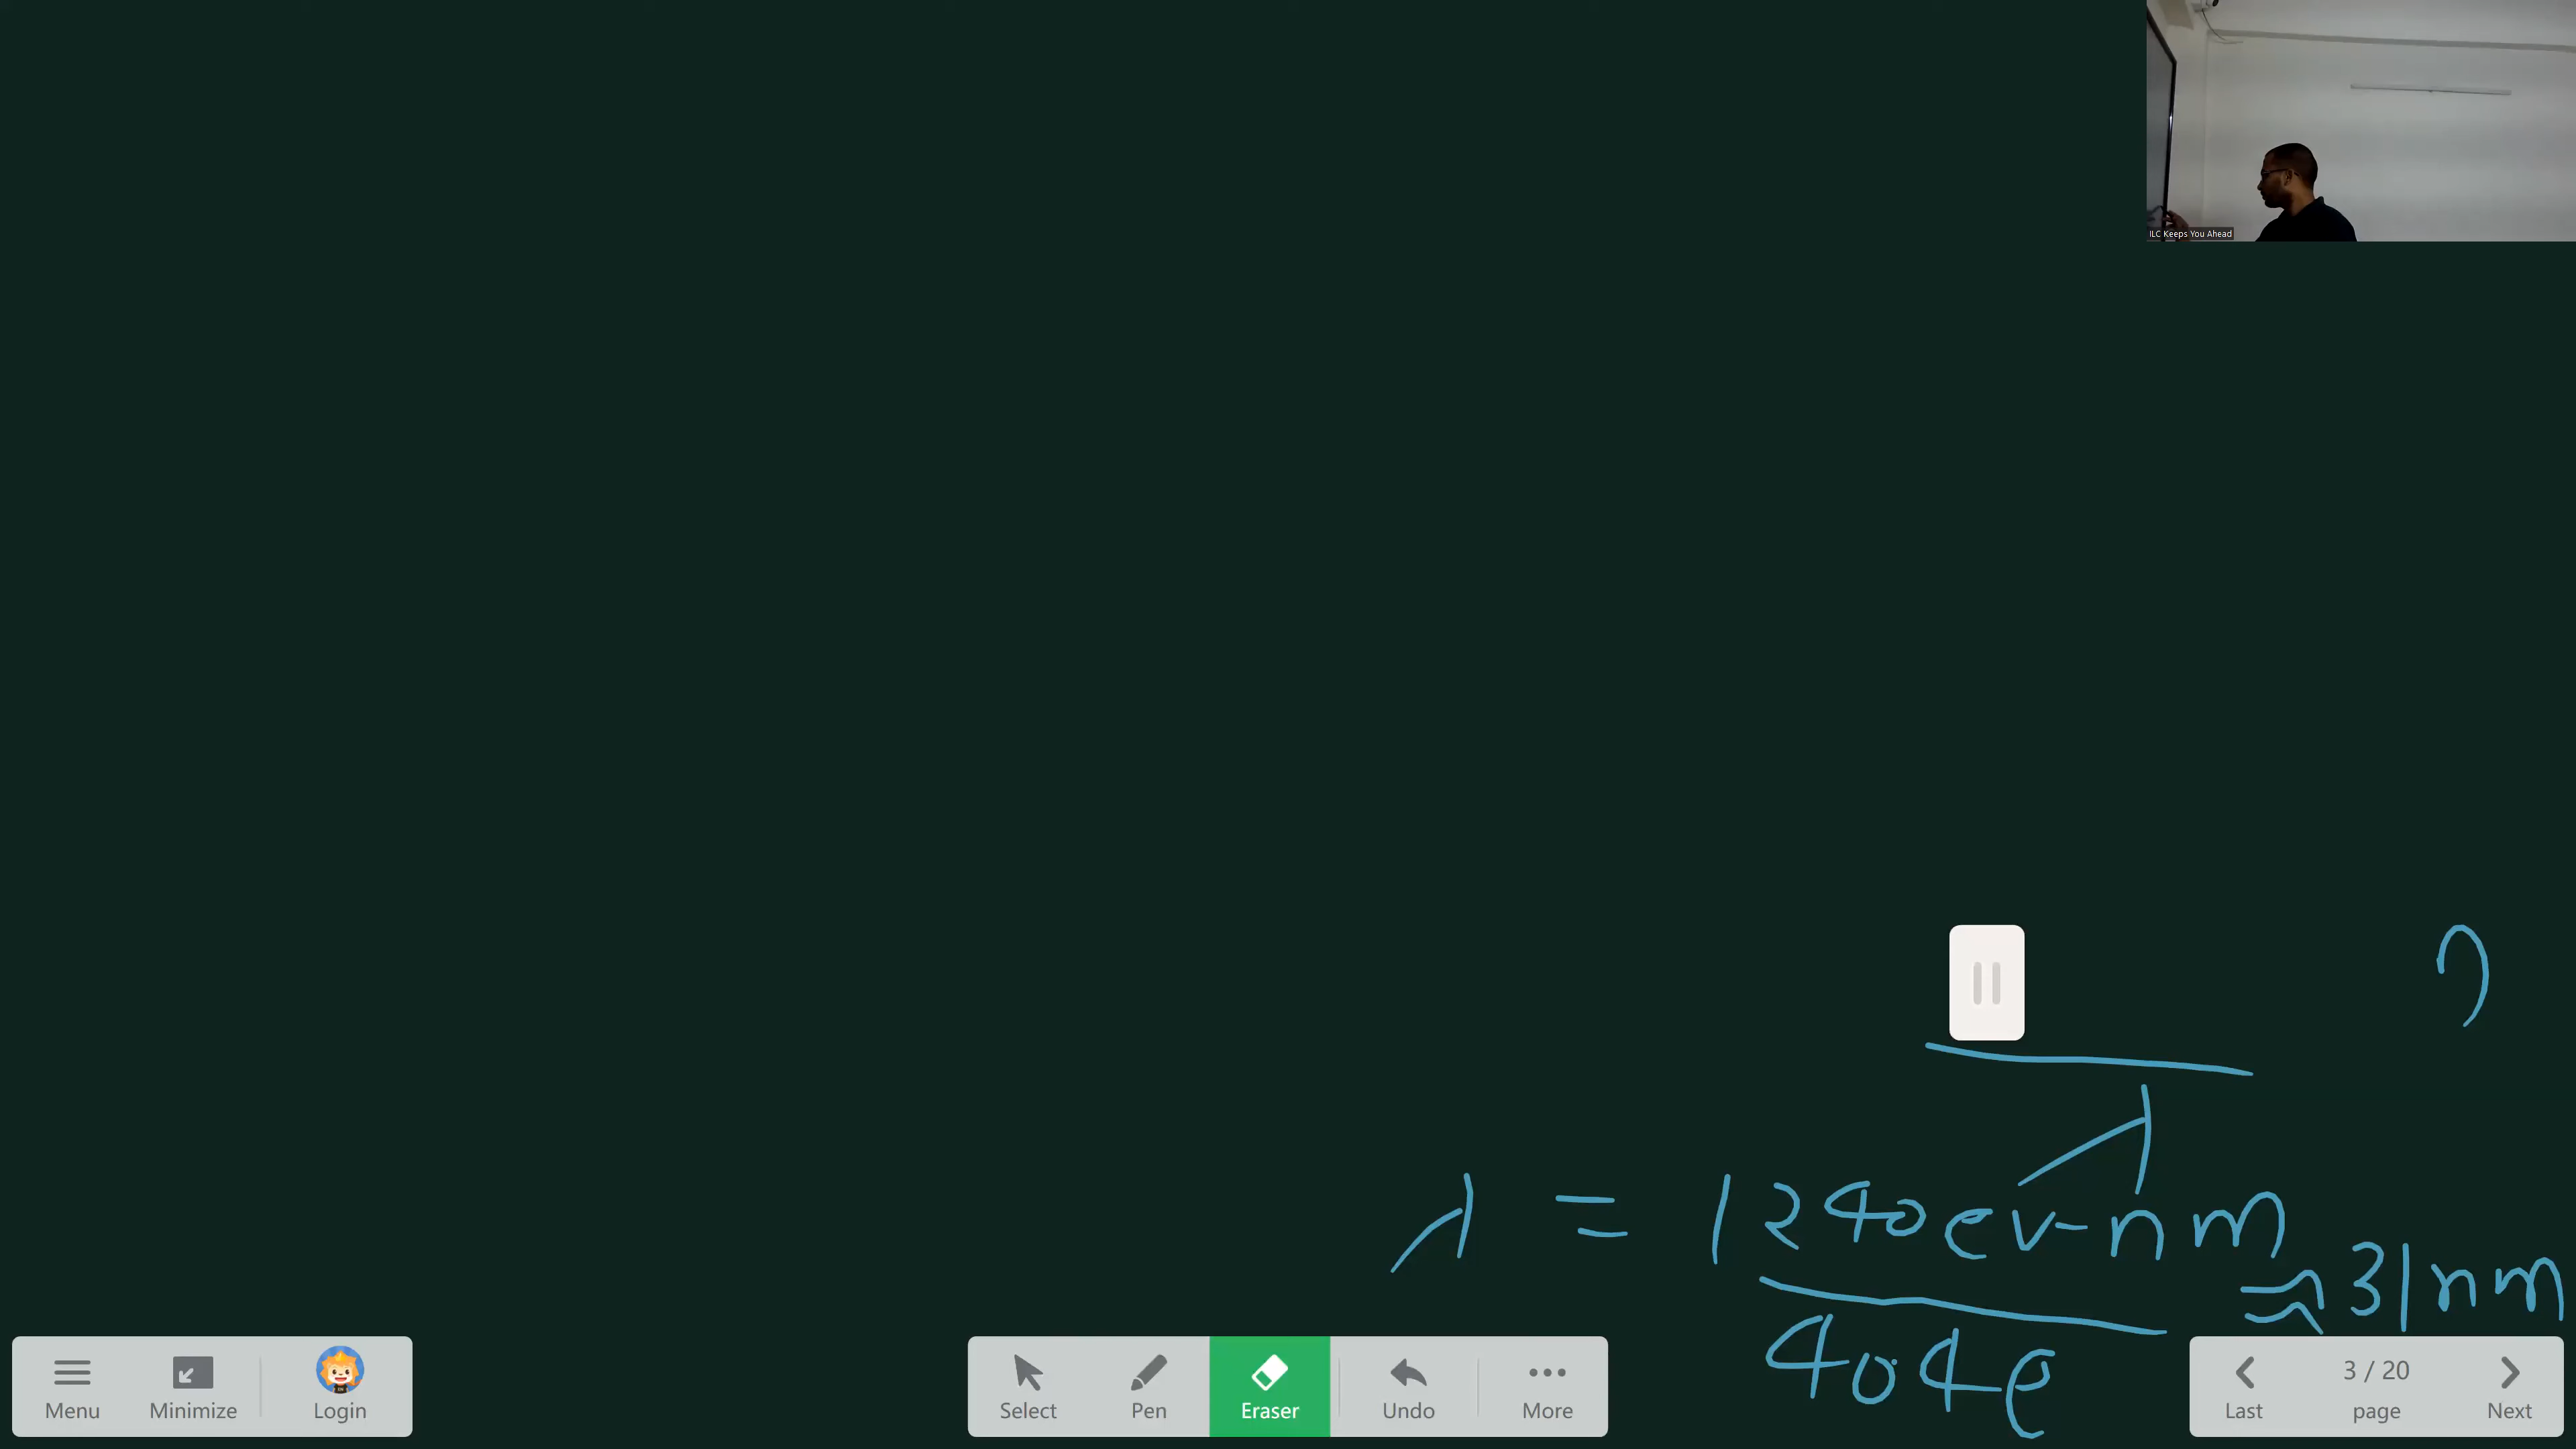 ILC Keeps You Ahead
λ
λ = 1240ev-nm
≈31nm
404e
Menu Minimize Login Select Pen Eraser Undo More Last 3 / 20 page Next